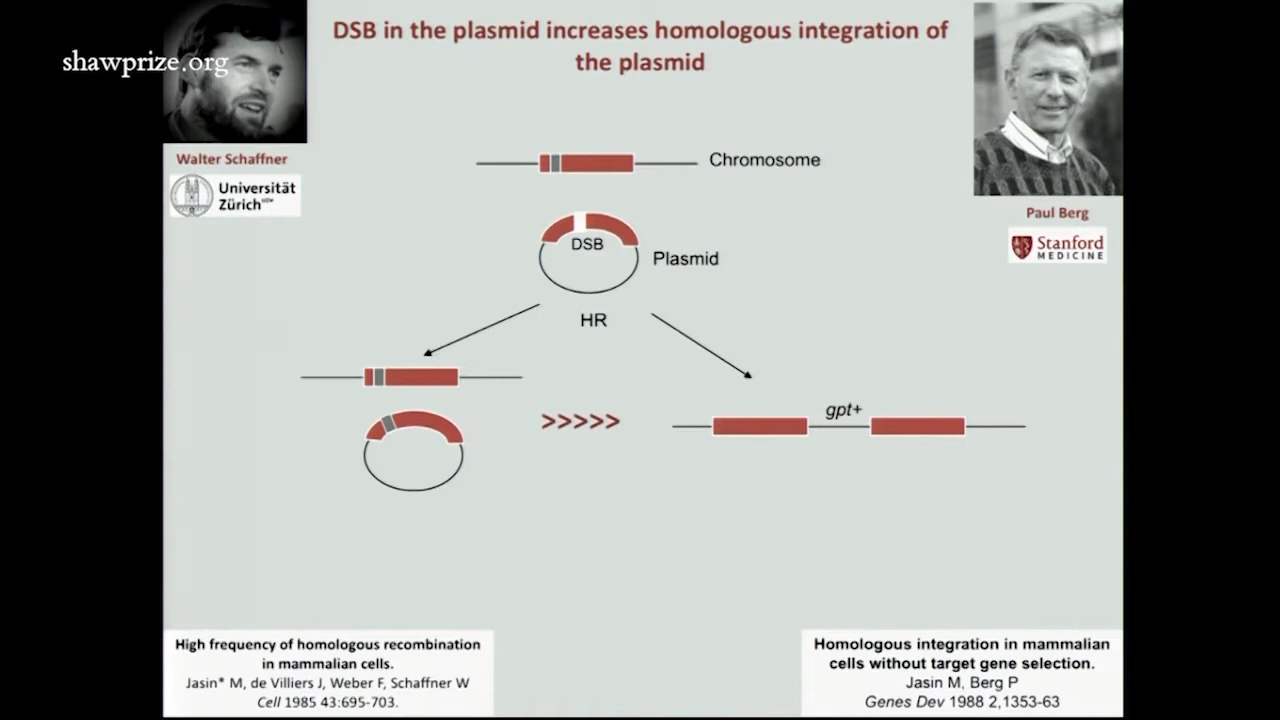 DSB in the plasmid increases homologous integration of
the plasmid
shawprize.org
Walter Schaffner
Universität
Zürich
Paul Berg
Stanford
MEDICINE
Chromosome
DSB
Plasmid
HR
gpt+
>>>>>
High frequency of homologous recombination
in mammalian cells.
Jasin* M, de Villiers J, Weber F, Schaffner W
Cell 1985 43:695-703.
Homologous integration in mammalian
cells without target gene selection.
Jasin M, Berg P
Genes Dev 1988 2,1353-63